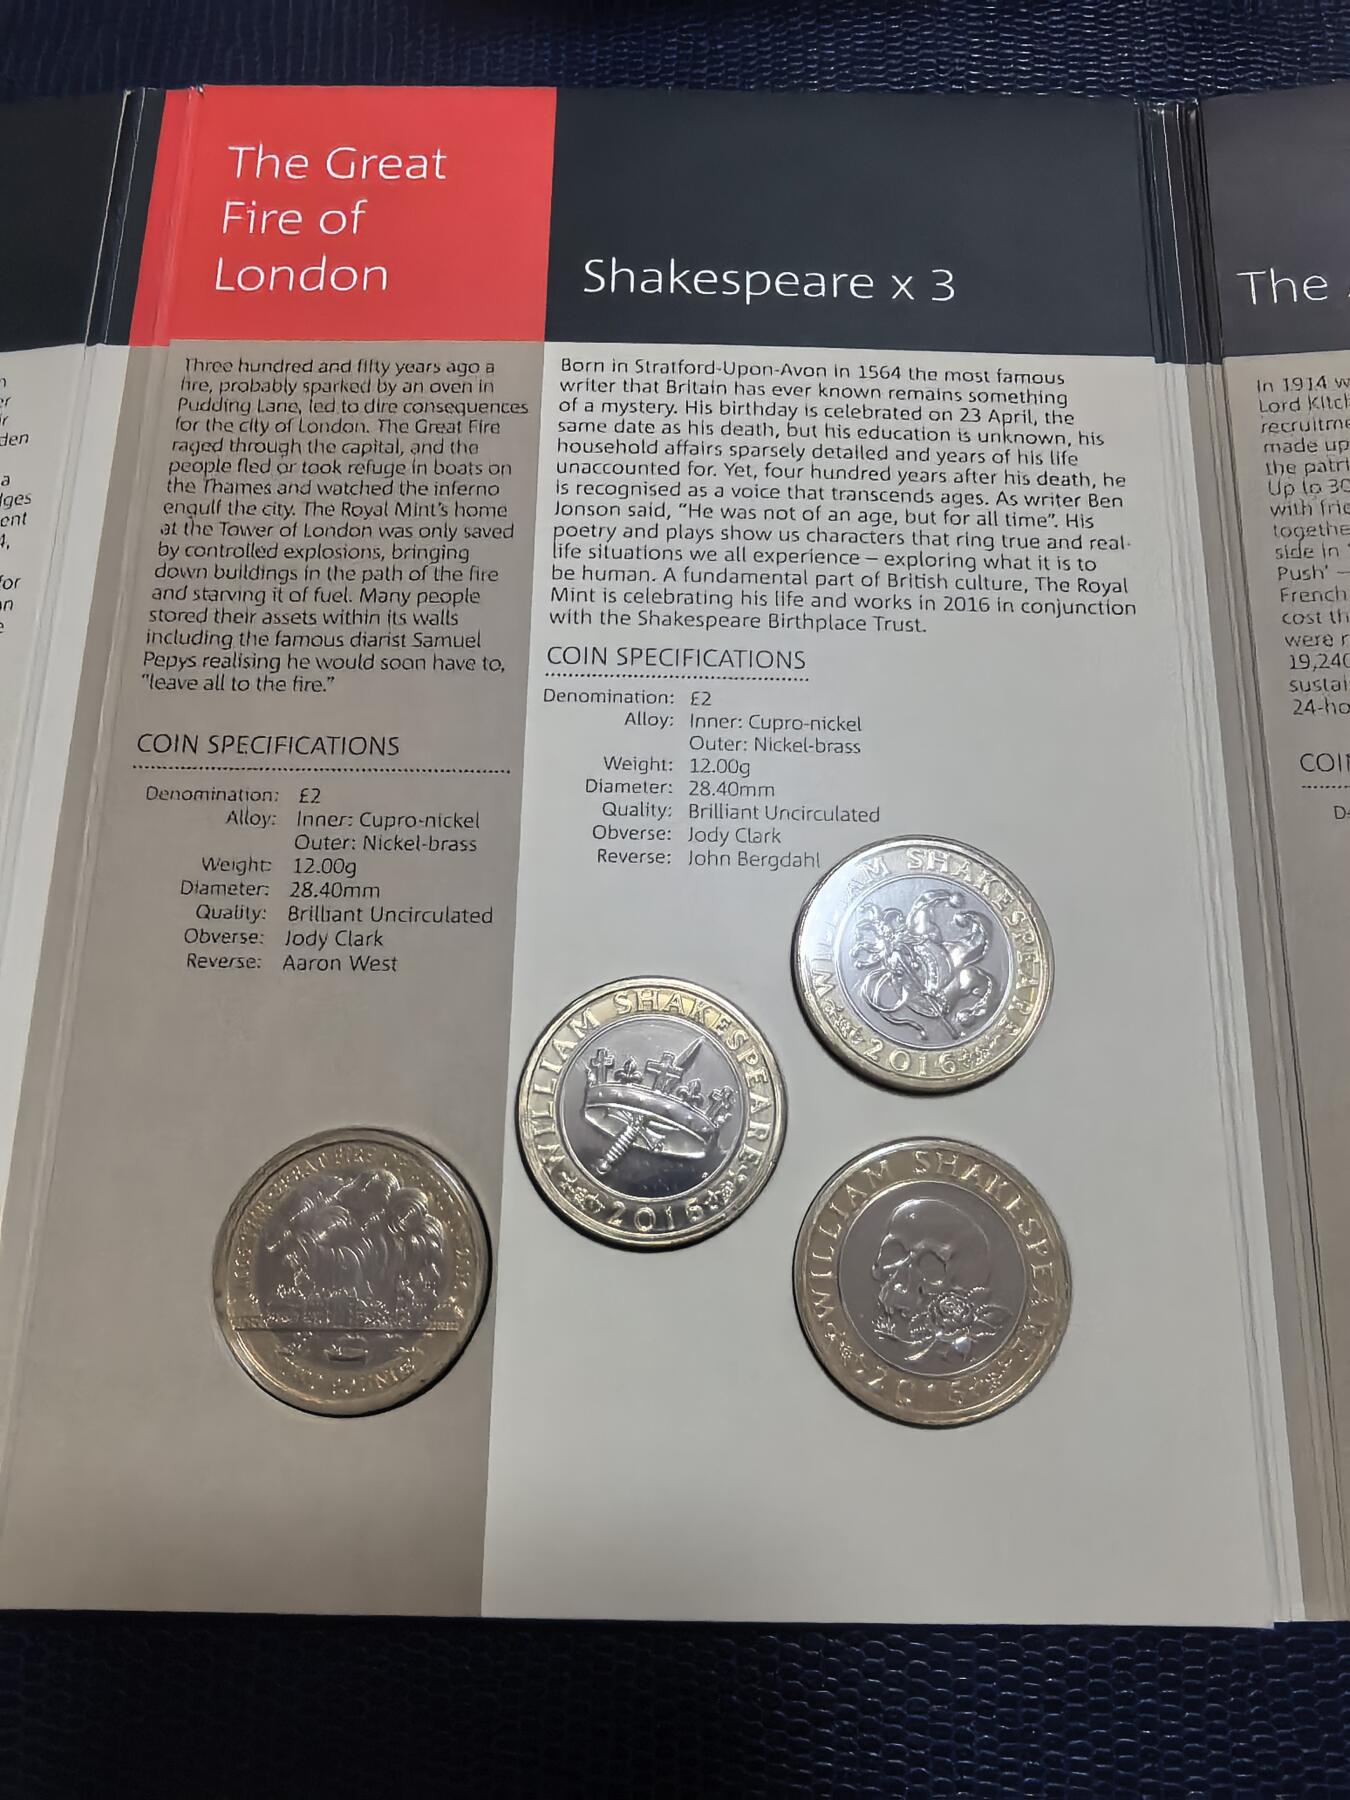 The Great
Fire of
London
Three hundred and fifty years ago a
fire, probably sparked by an oven in
Pudding Lane, led to dire consequences
for the city of London. The Great Fire
raged through the capital, and the
people fled or took refuge in boats on
the Thames and watched the inferno
engulf the city. The Royal Mint's home
at the Tower of London was only saved
by controlled explosions, bringing
down buildings in the path of the fire
and starving it of fuel. Many people
stored their assets within its walls
including the famous diarist Samuel
Pepys realising he would soon have to,
"leave all to the fire."
COIN SPECIFICATIONS
Denomination: £2
Alloy: Inner: Cupro-nickel
Outer: Nickel-brass
Weight: 12.00g
Diameter: 28.40mm
Quality: Brilliant Uncirculated
Obverse: Jody Clark
Reverse: Aaron West
Shakespeare x 3
Born in Stratford-Upon-Avon in 1564 the most famous
writer that Britain has ever known remains something
of a mystery. His birthday is celebrated on 23 April, the
same date as his death, but his education is unknown, his
household affairs sparsely detailed and years of his life
unaccounted for. Yet, four hundred years after his death, he
is recognised as a voice that transcends ages. As writer Ben
Jonson said, "He was not of an age, but for all time". His
poetry and plays show us characters that ring true and real-
life situations we all experience – exploring what it is to
be human. A fundamental part of British culture, The Royal
Mint is celebrating his life and works in 2016 in conjunction
with the Shakespeare Birthplace Trust.
COIN SPECIFICATIONS
Denomination: £2
Alloy: Inner: Cupro-nickel
Outer: Nickel-brass
Weight: 12.00g
Diameter: 28.40mm
Quality: Brilliant Uncirculated
Obverse: Jody Clark
Reverse: John Bergdahl
WILLIAM SHAKESPEARE
2016
WILLIAM SHAKESPEARE
2016
WILLIAM SHAKESPEARE
2016
The
In 1914
Lord
made up
the
Up to 30
with
side in
Push' –
French
cost
were
19,240